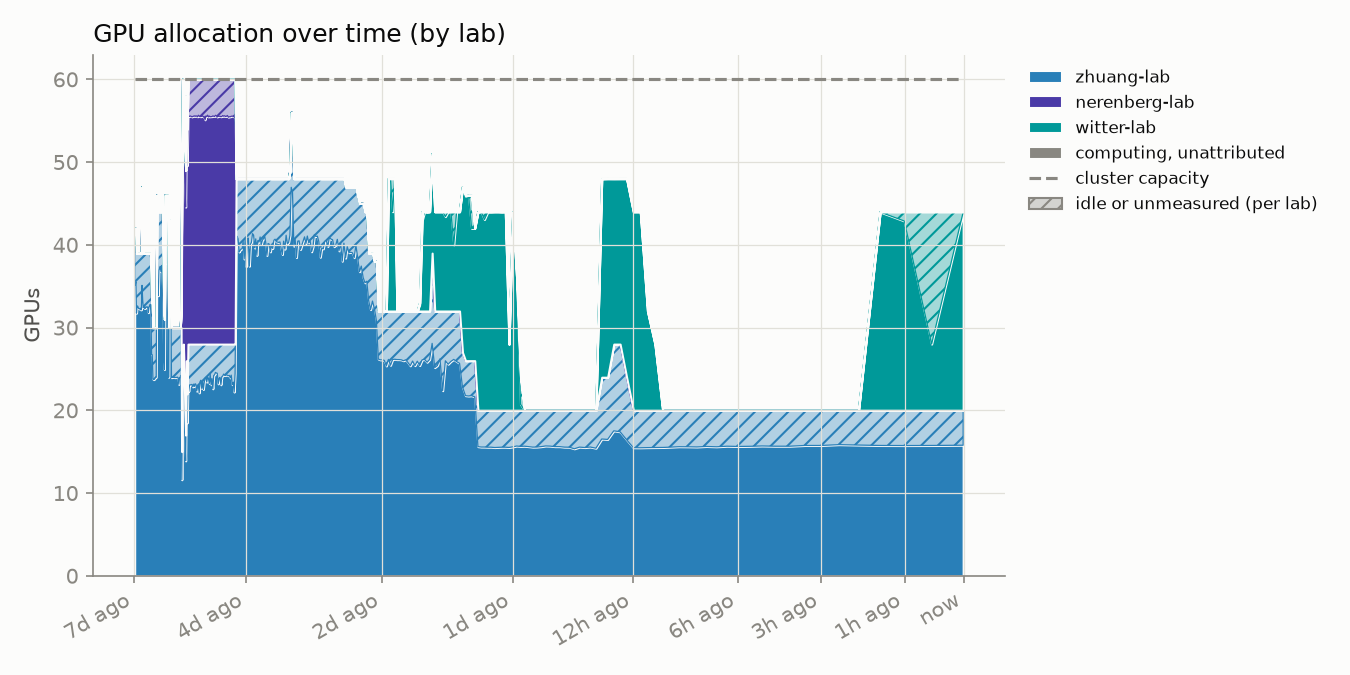 GPU allocation over time (by lab)
GPUs
60
50
40
30
20
10
0
7d ago
4d ago
2d ago
1d ago
12h ago
6h ago
3h ago
1h ago
now
zhuang-lab
nerenberg-lab
witter-lab
computing, unattributed
cluster capacity
idle or unmeasured (per lab)